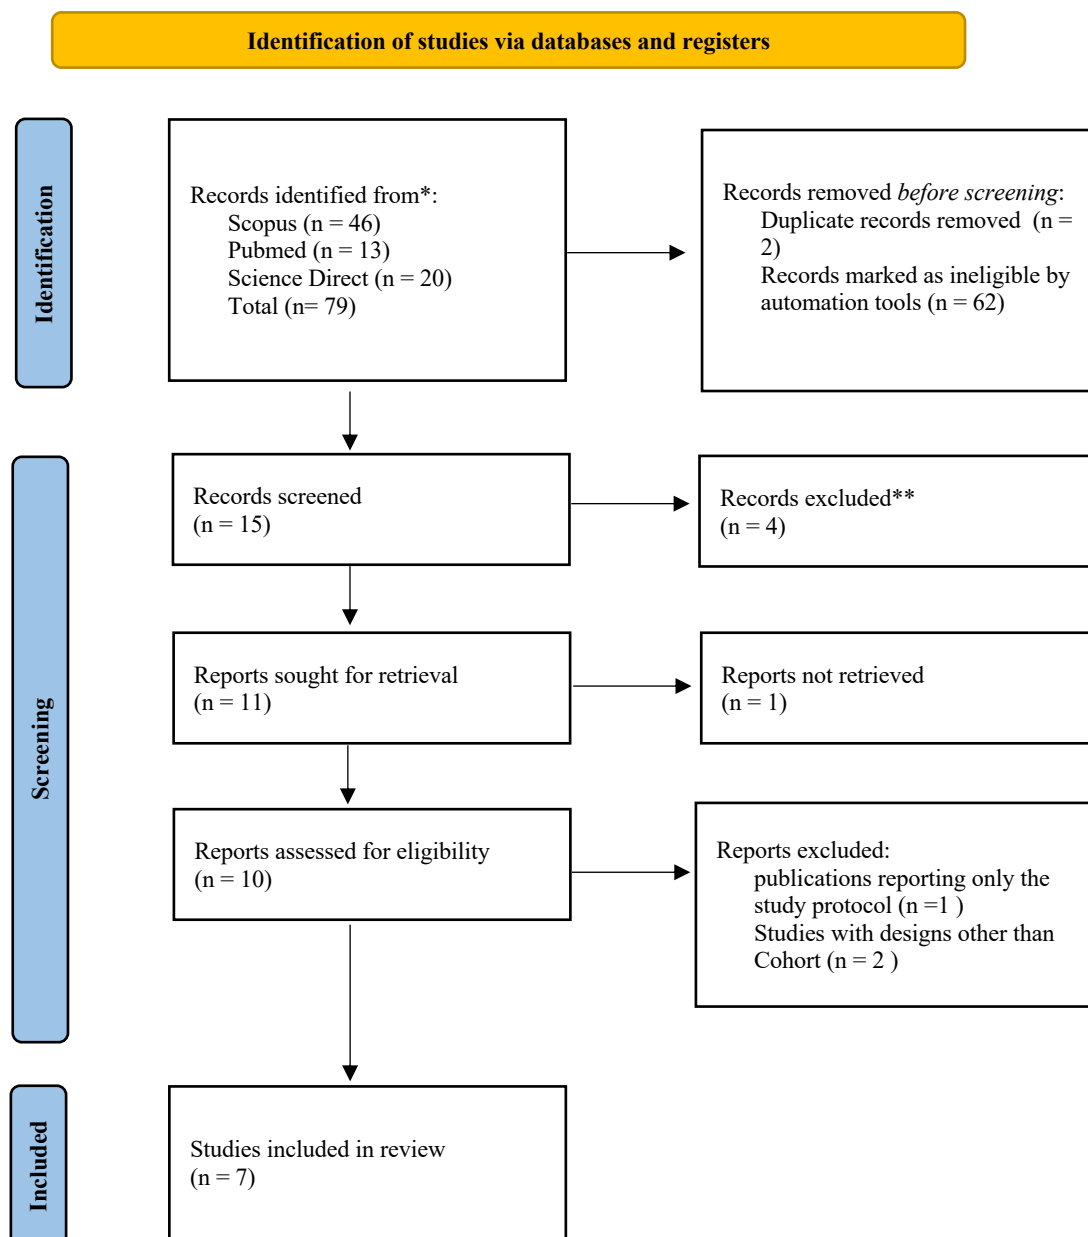 Identification of studies via databases and registers
Identification
Records identified from*:
Scopus (n = 46)
Pubmed (n = 13)
Science Direct (n = 20)
Total (n= 79)
Records removed before screening:
Duplicate records removed (n =
2)
Records marked as ineligible by
automation tools (n = 62)
Screening
Records screened
(n = 15)
Records excluded**
(n = 4)
Reports sought for retrieval
(n = 11)
Reports not retrieved
(n = 1)
Reports assessed for eligibility
(n = 10)
Reports excluded:
publications reporting only the
study protocol (n =1 )
Studies with designs other than
Cohort (n = 2 )
Included
Studies included in review
(n = 7)